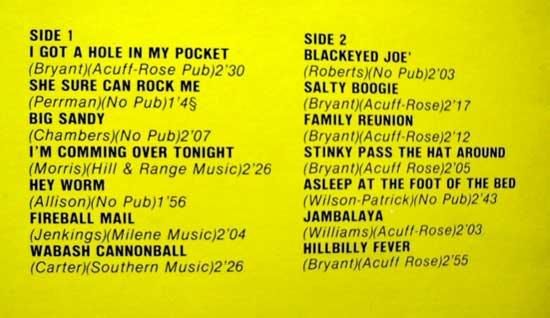 SIDE 1
I GOT A HOLE IN MY POCKET
(Bryant)(Acuff-Rose Pub)2'30
SHE SURE CAN ROCK ME
(Perrman)(No Pub)1'4§
BIG SANDY
(Chambers)(No Pub)2'07
I'M COMMING OVER TONIGHT
(Morris)(Hill & Range Music)2'26
HEY WORM
(Allison)(No Pub)1'56
FIREBALL MAIL
(Jenkings)(Milene Music)2'04
WABASH CANNONBALL
(Carter)(Southern Music)2'26
SIDE 2
BLACKEYED JOE'
(Roberts)(No Pub)2'03
SALTY BOOGIE
(Bryant)(Acuff-Rose)2'17
FAMILY REUNION
(Bryant)(Acuff-Rose)2'12
STINKY PASS THE HAT AROUND
(Bryant)(Acuff Rose)2'05
ASLEEP AT THE FOOT OF THE BED
(Wilson-Patrick)(No Pub)2'43
JAMBALAYA
(Williams)(Acuff-Rose)2'03
HILLBILLY FEVER
(Bryant)(Acuff Rose)2'55